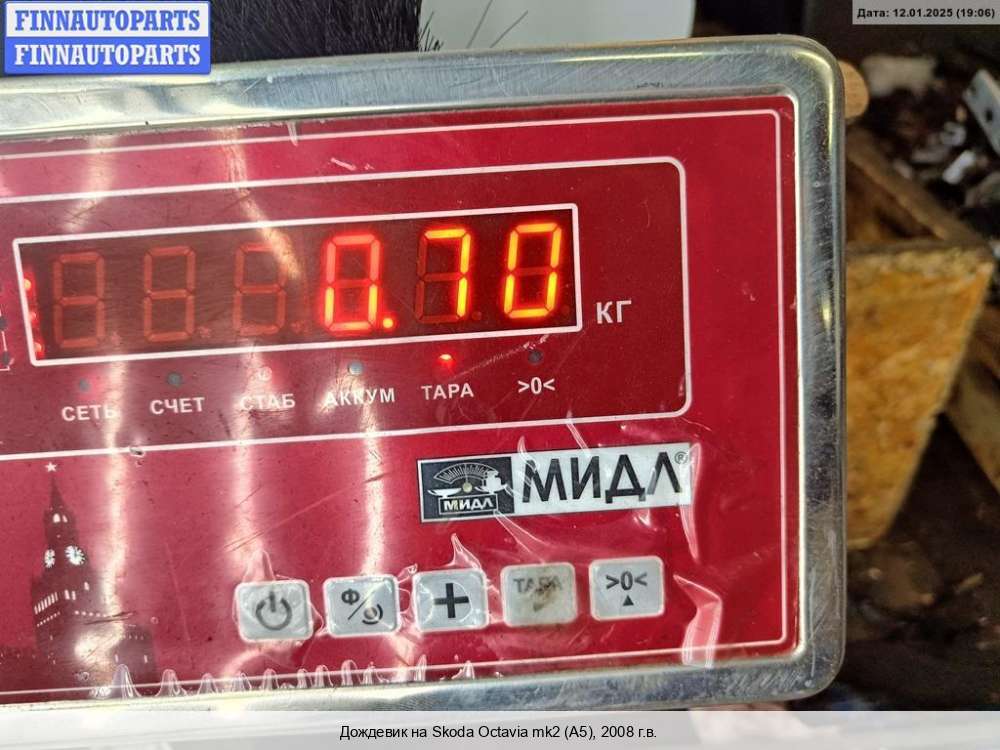 FINNAUTOPARTS
FINNAUTOPARTS
Дата: 12.01.2025 (19:06)
0.70
КГ
СЕТЬ СЧЕТ СТАБ АККУМ ТАРА >0<
МИДЛ МИДЛ®
Ф/ + ТАРА >0<
Дождевик на Skoda Octavia mk2 (A5), 2008 г.в.